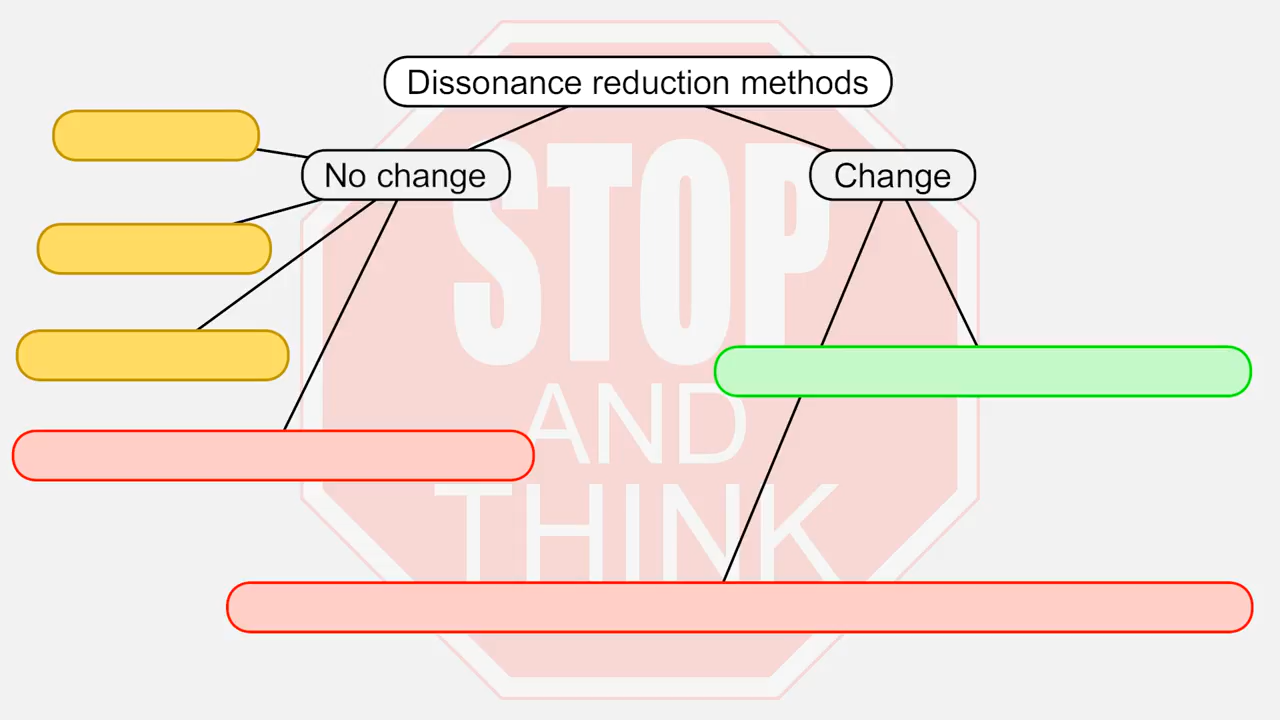 Dissonance reduction methods
No change
Change
STOP
AND
THINK